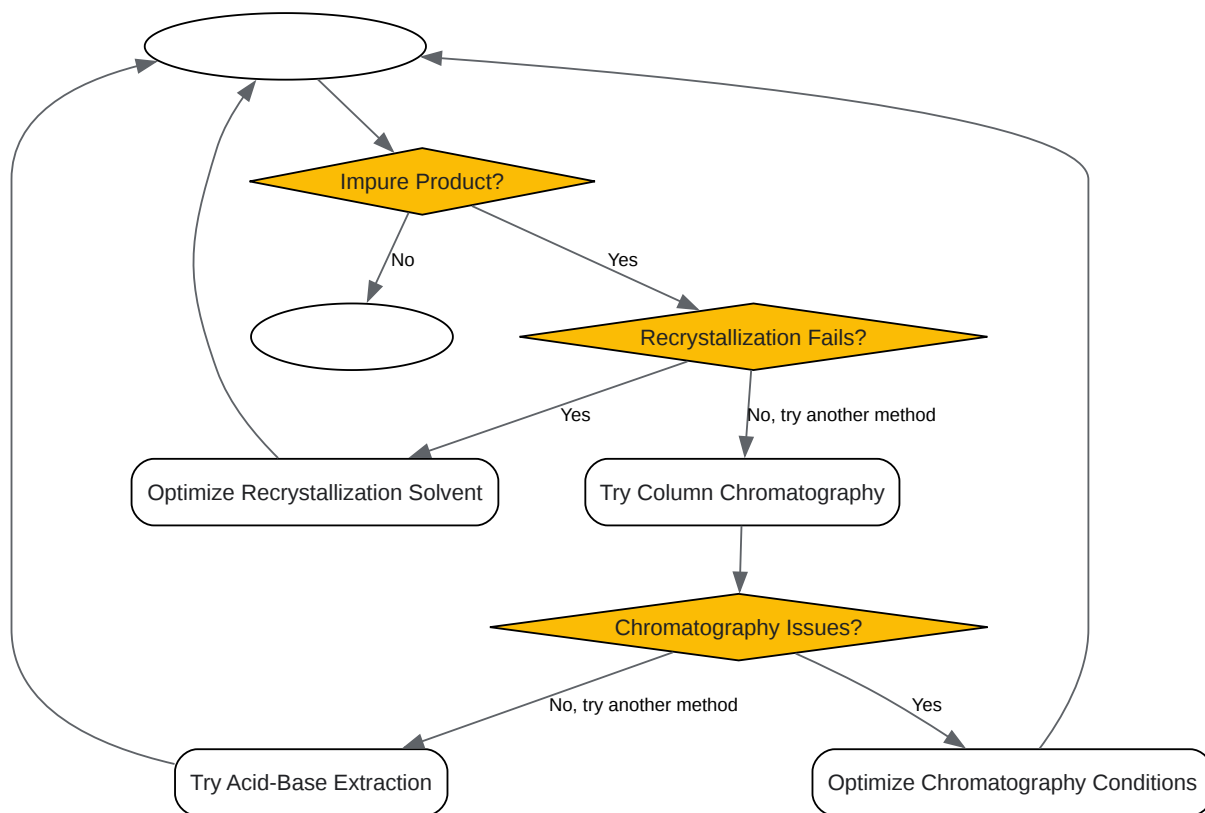 Impure Product?
No
Yes
Recrystallization Fails?
Yes
No, try another method
Optimize Recrystallization Solvent
Try Column Chromatography
Chromatography Issues?
No, try another method
Yes
Try Acid-Base Extraction
Optimize Chromatography Conditions